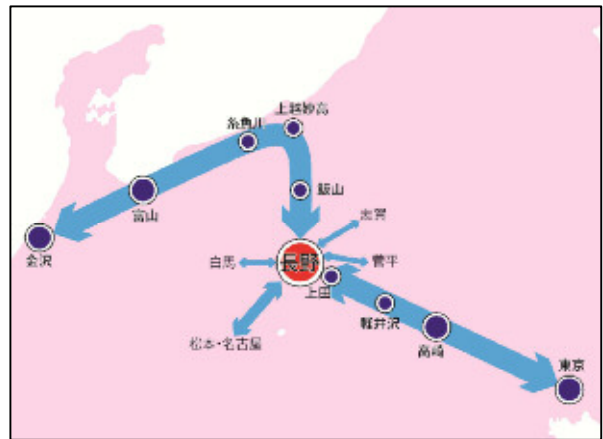 上越妙高
糸魚川
飯山
富山
志賀
金沢
白馬
長野
菅平
上田
軽井沢
松本・名古屋
高崎
東京